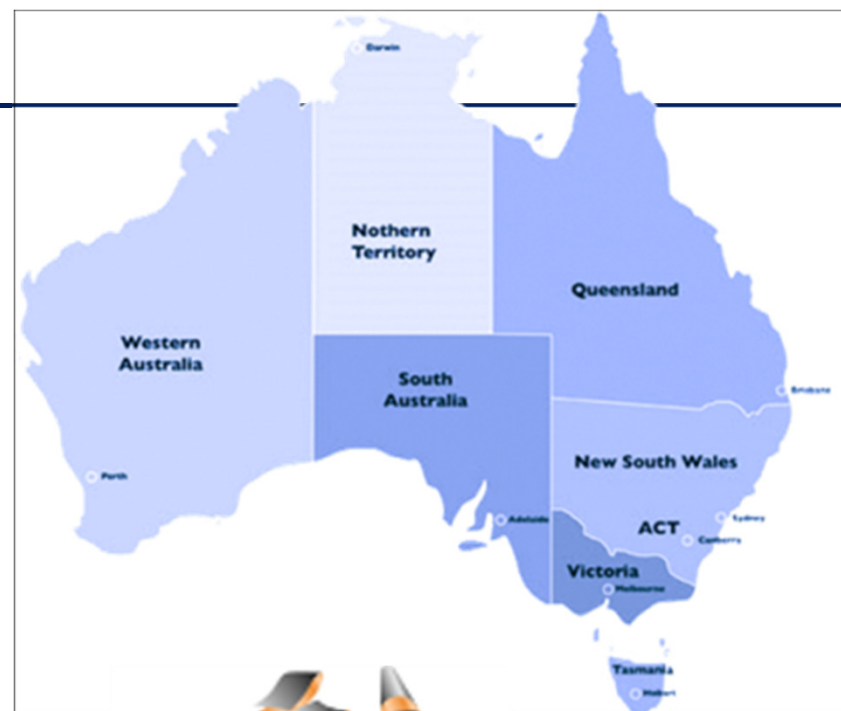 Darwin
Nothern
Territory
Queensland
Western
Australia
South
Australia
Brisbane
New South Wales
Perth
Sydney
Adelaide
ACT
Canberry
Victoria
Melbourne
Tasmania
Hobart